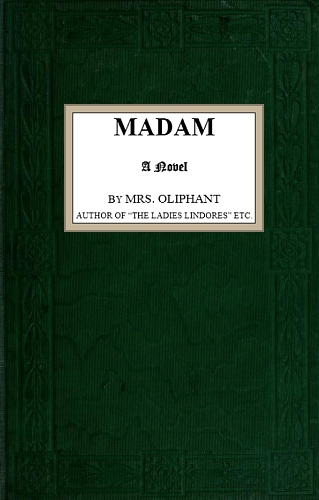 MADAM
A Novel
BY MRS. OLIPHANT
AUTHOR OF “THE LADIES LINDORES” ETC.